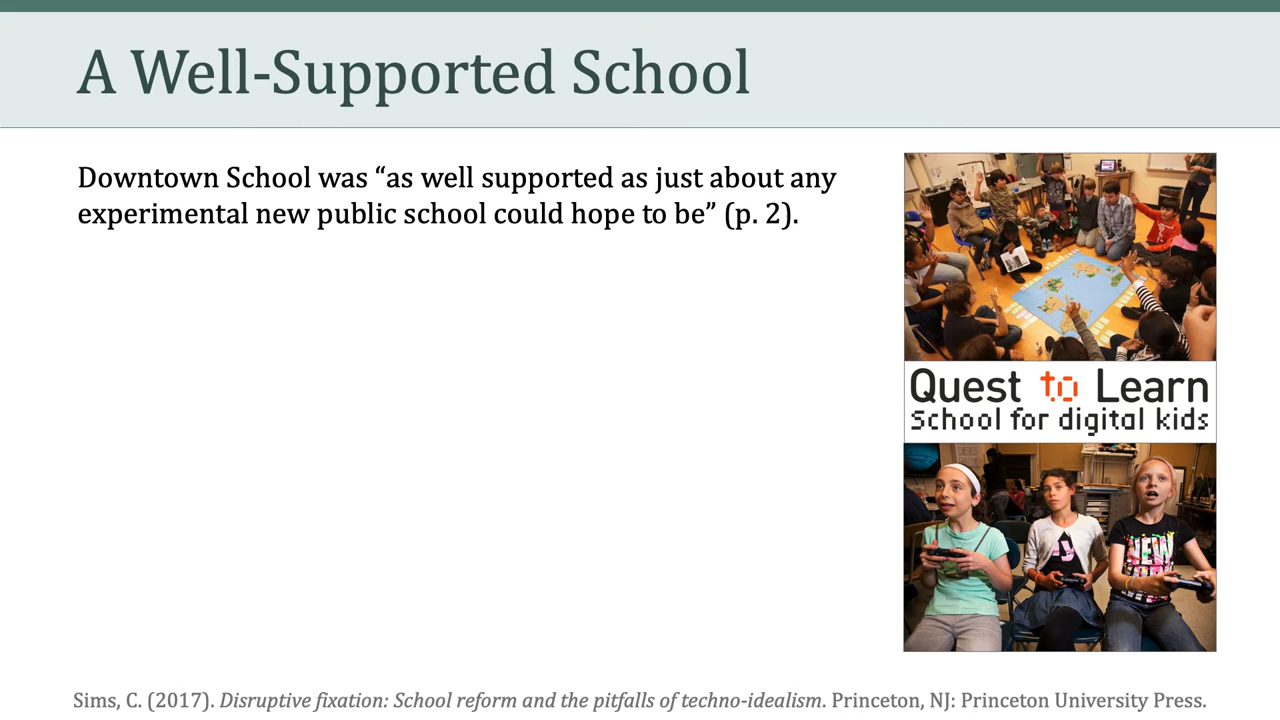 A Well-Supported School
Downtown School was “as well supported as just about any
experimental new public school could hope to be” (p. 2).
Quest to Learn
school for digital kids
NEW
Sims, C. (2017). Disruptive fixation: School reform and the pitfalls of techno-idealism. Princeton, NJ: Princeton University Press.